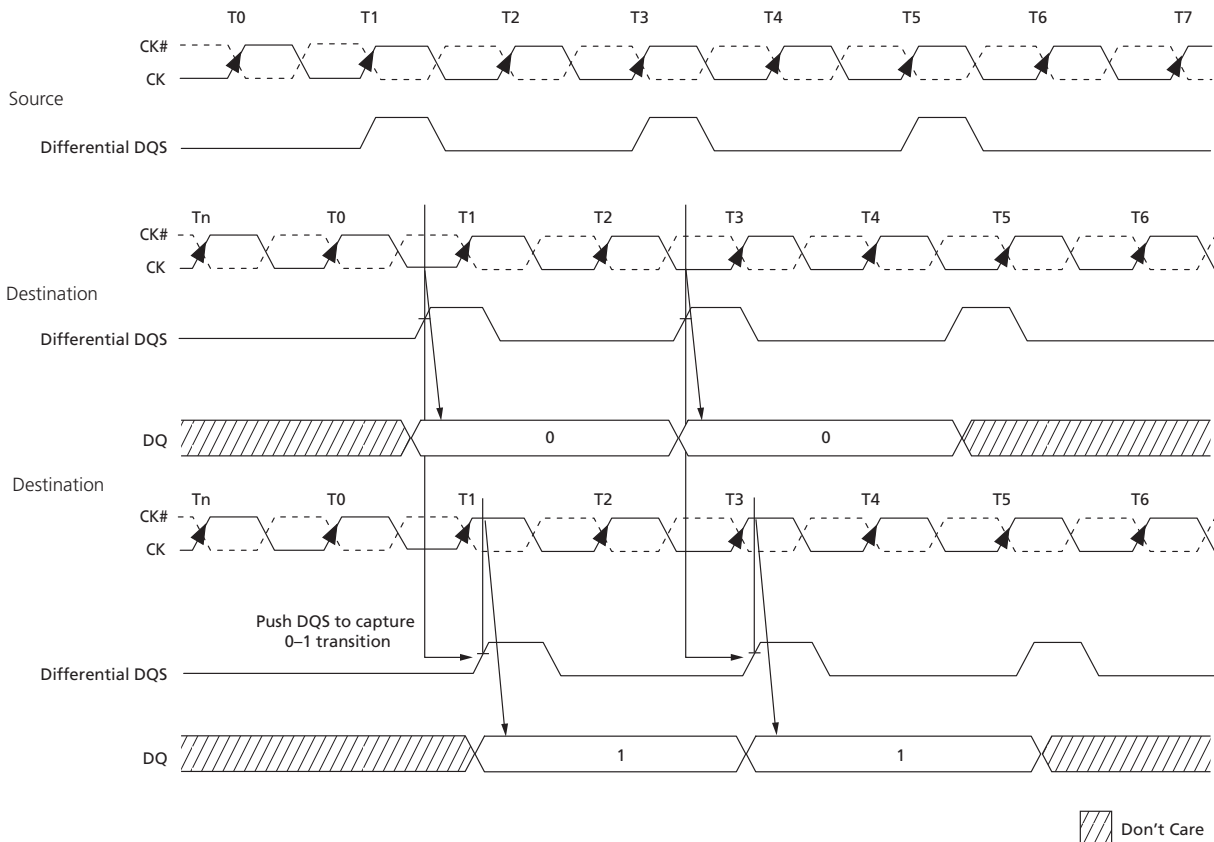 T0 T1 T2 T3 T4 T5 T6 T7
CK#
CK
Source
Differential DQS
Tn T0 T1 T2 T3 T4 T5 T6
CK#
CK
Destination
Differential DQS
DQ 0 0
Destination
Tn T0 T1 T2 T3 T4 T5 T6
CK#
CK
Push DQS to capture
0–1 transition
Differential DQS
DQ 1 1
Don't Care